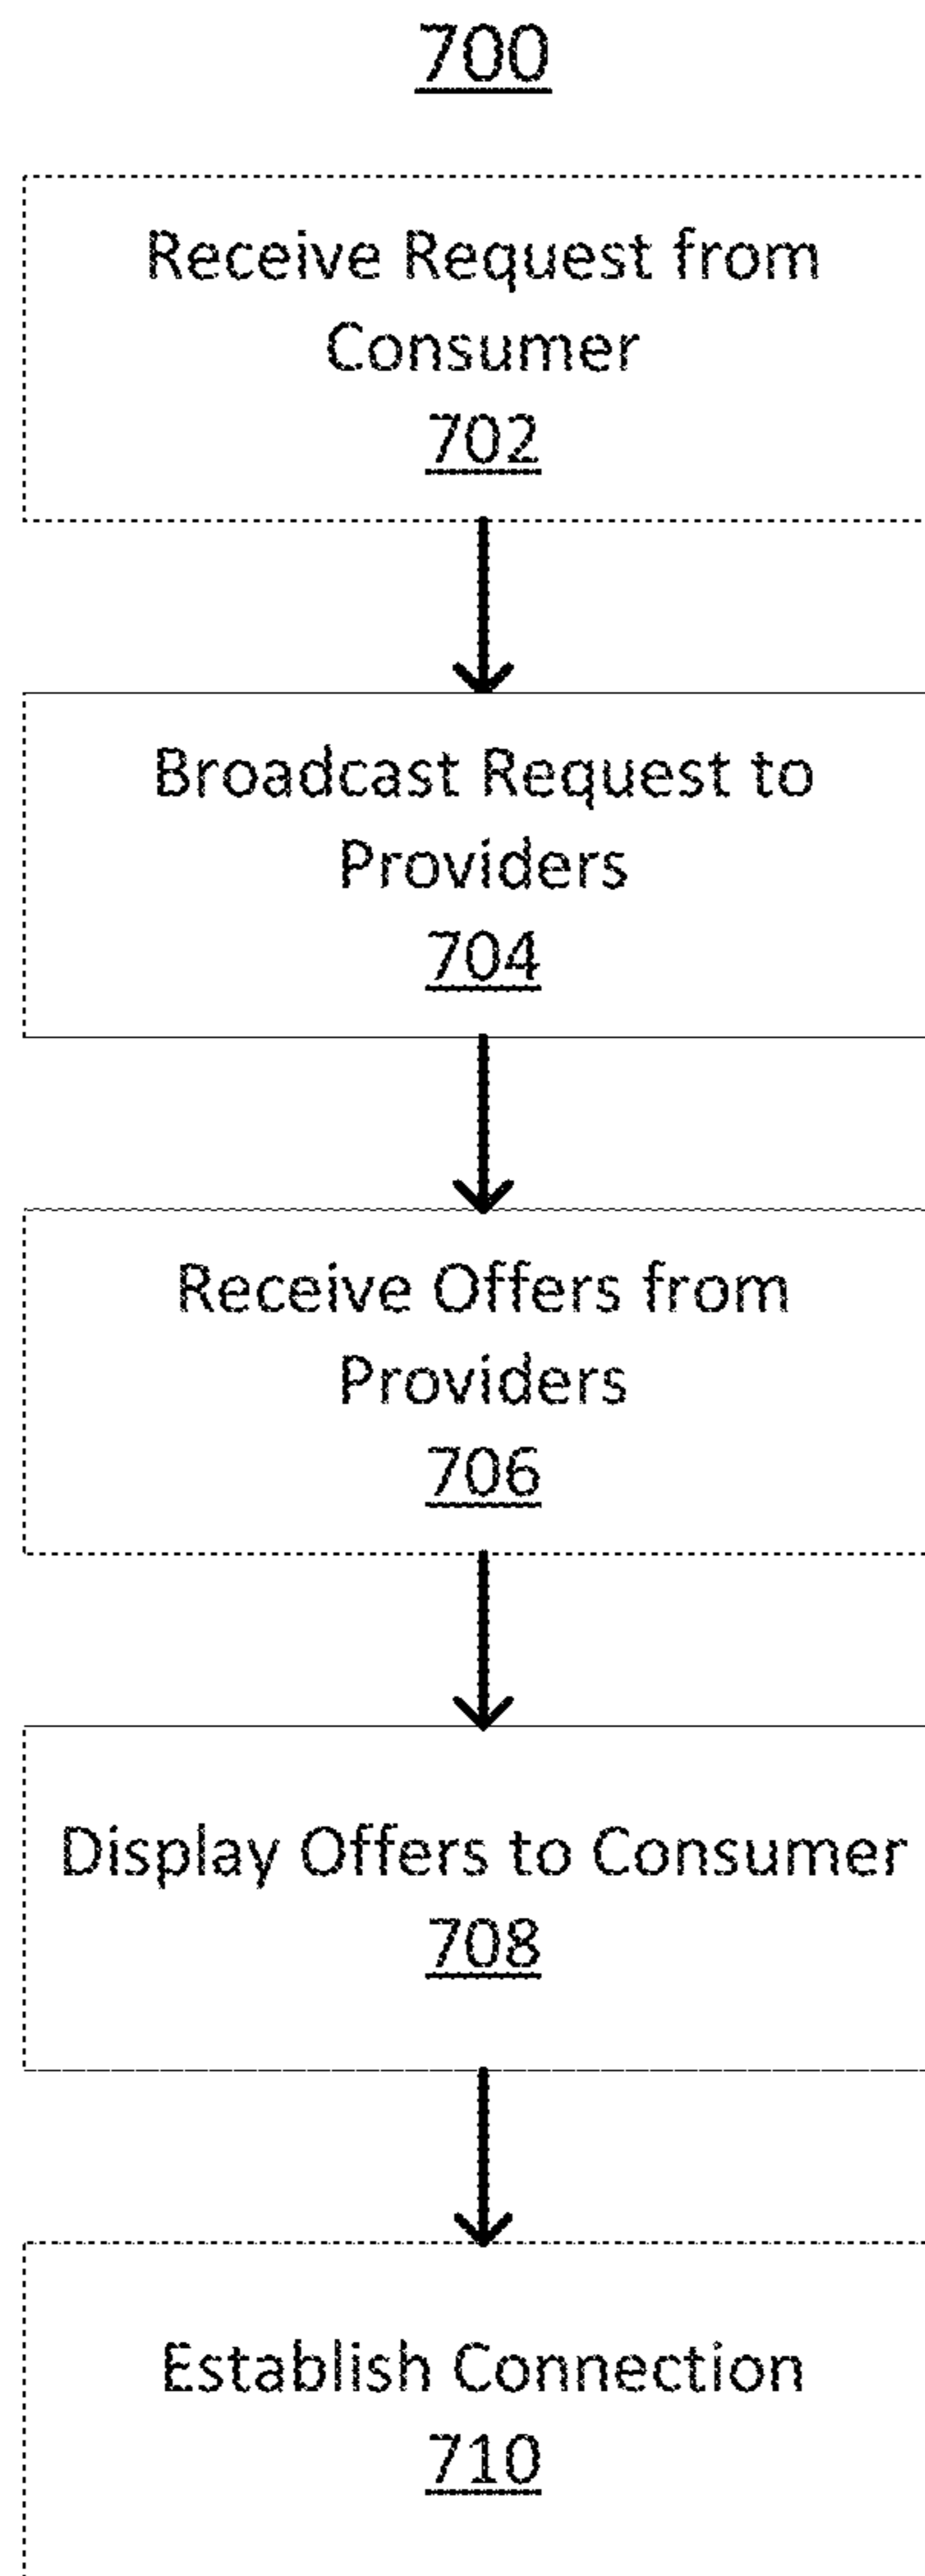 700
Receive Request from
Consumer
702
Broadcast Request to
Providers
704
Receive Offers from
Providers
706
Display Offers to Consumer
708
Establish Connection
710